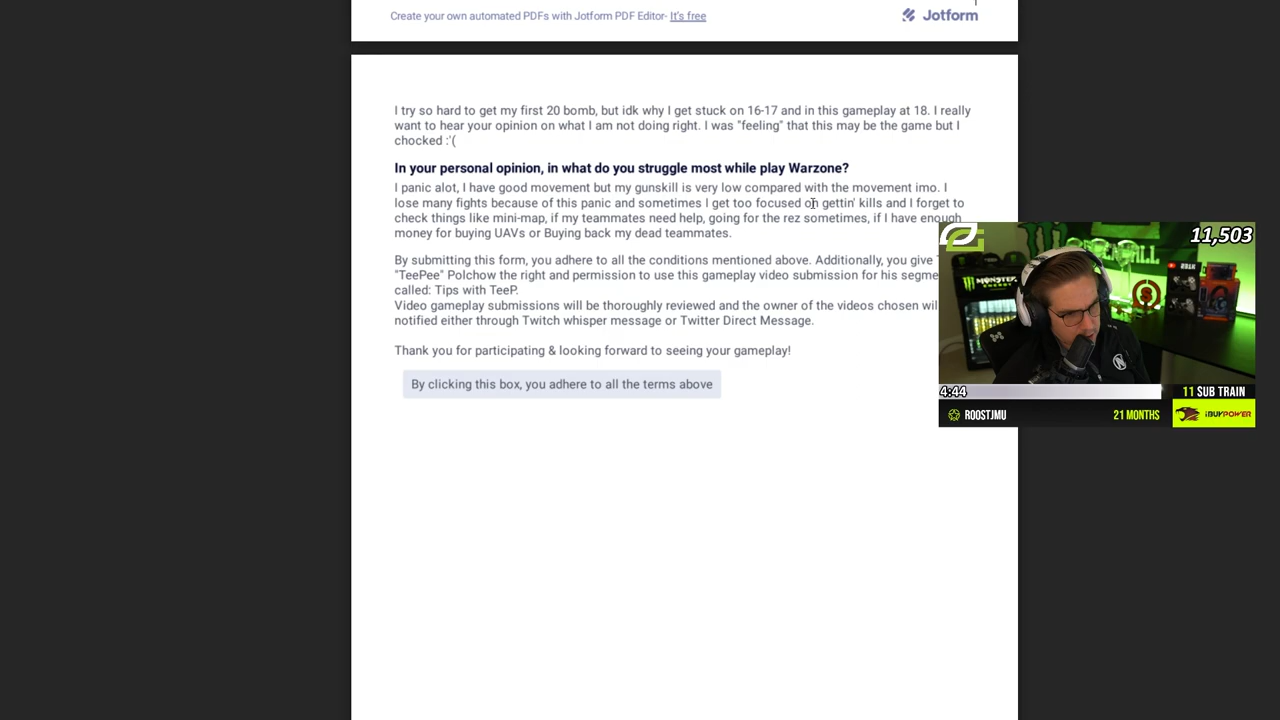 Create your own automated PDFs with Jotform PDF Editor- It's free
Jotform
I try so hard to get my first 20 bomb, but idk why I get stuck on 16-17 and in this gameplay at 18. I really
want to hear your opinion on what I am not doing right. I was "feeling" that this may be the game but I
chocked :'(
In your personal opinion, in what do you struggle most while play Warzone?
I panic alot, I have good movement but my gunskill is very low compared with the movement imo. I
lose many fights because of this panic and sometimes I get too focused on gettin' kills and I forget to
check things like mini-map, if my teammates need help, going for the rez sometimes, if I have enough
money for buying UAVs or Buying back my dead teammates.
By submitting this form, you adhere to all the conditions mentioned above. Additionally, you give
"TeePee" Polchow the right and permission to use this gameplay video submission for his segme
called: Tips with TeeP.
Video gameplay submissions will be thoroughly reviewed and the owner of the videos chosen wil
notified either through Twitch whisper message or Twitter Direct Message.
Thank you for participating & looking forward to seeing your gameplay!
By clicking this box, you adhere to all the terms above
11,503
MONSTER
4:44
11 SUB TRAIN
ROOSTJMU
21 MONTHS
iBUYPOWER